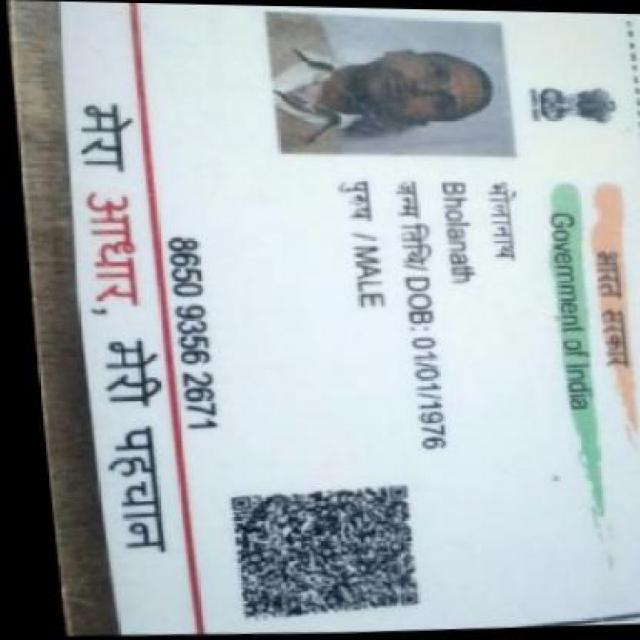 भारत सरकार
Government of India
भोलानाथ
Bholanath
जन्म तिथि/ DOB: 01/01/1976
पुरुष / MALE
8650 9356 2671
मेरा आधार, मेरी पहचान